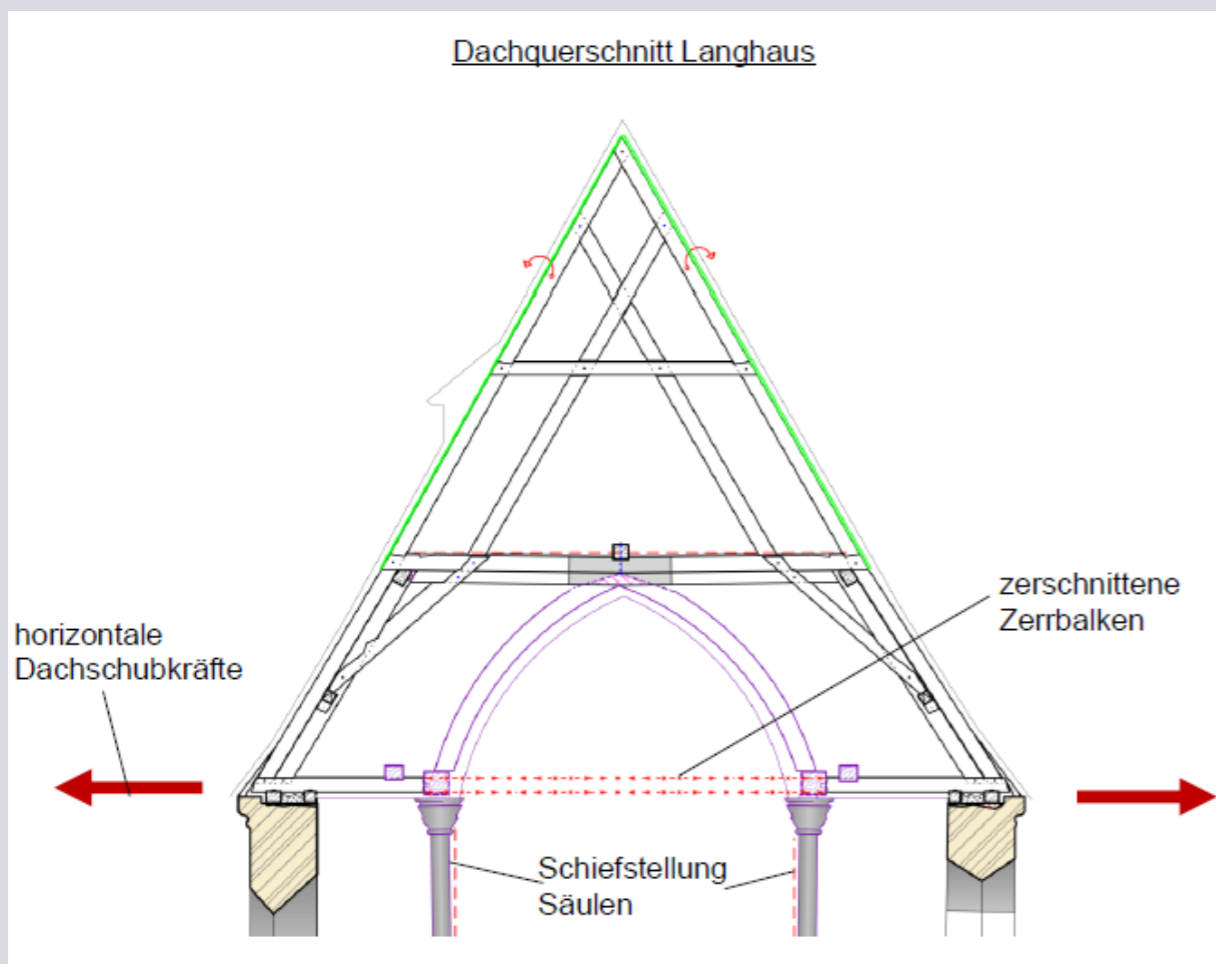 Dachquerschnitt Langhaus
zerschnittene
Zerrbalken
horizontale
Dachschubkräfte
Schiefstellung
Säulen